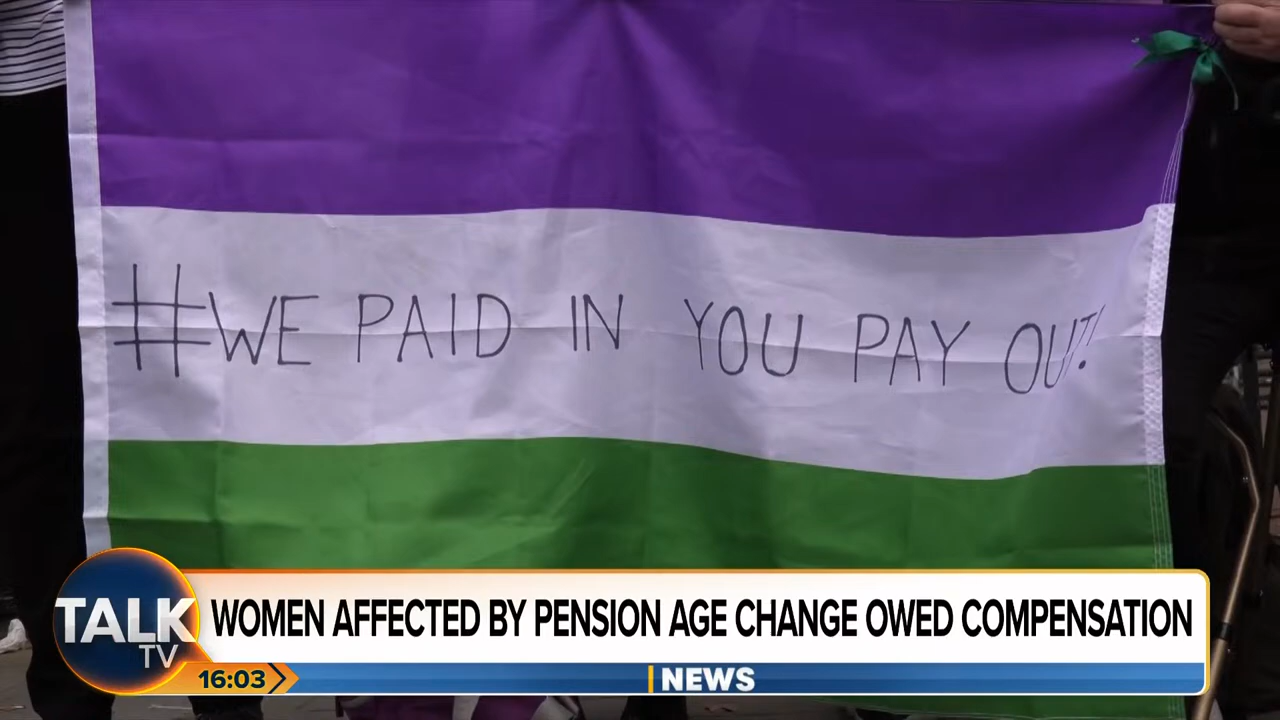 #WE PAID IN YOU PAY OUT!
TALK
TV
WOMEN AFFECTED BY PENSION AGE CHANGE OWED COMPENSATION
16:03
NEWS